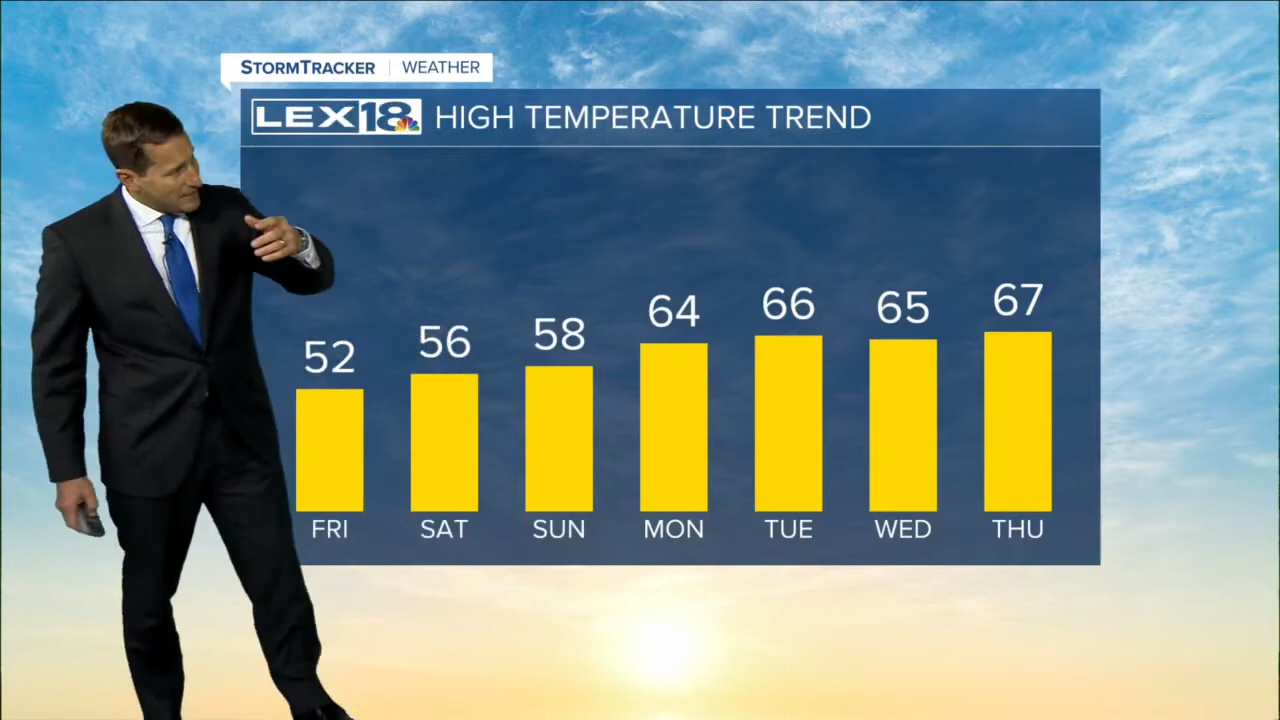 STORMTRACKER | WEATHER
LEX18 HIGH TEMPERATURE TREND
52 56 58 64 66 65 67
FRI SAT SUN MON TUE WED THU